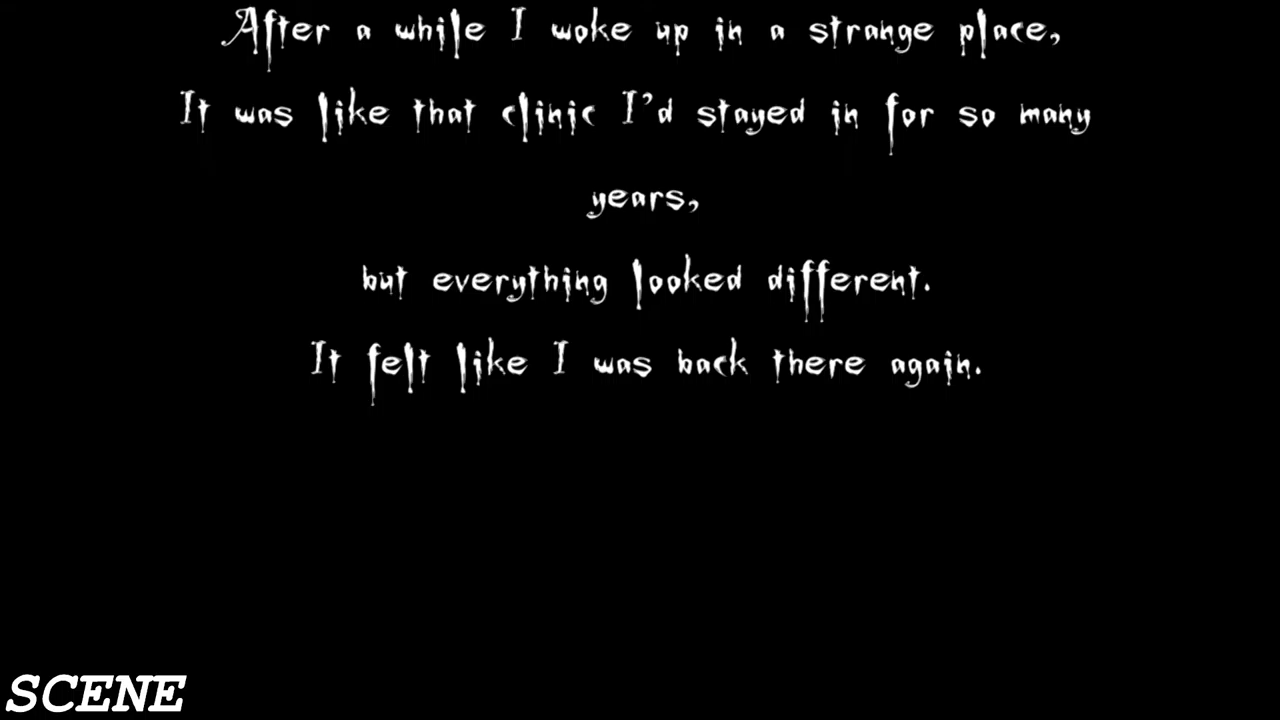 After a while I woke up in a strange place,
It was like that clinic I'd stayed in for so many
years,
but everything looked different.
It felt like I was back there again.
SCENE